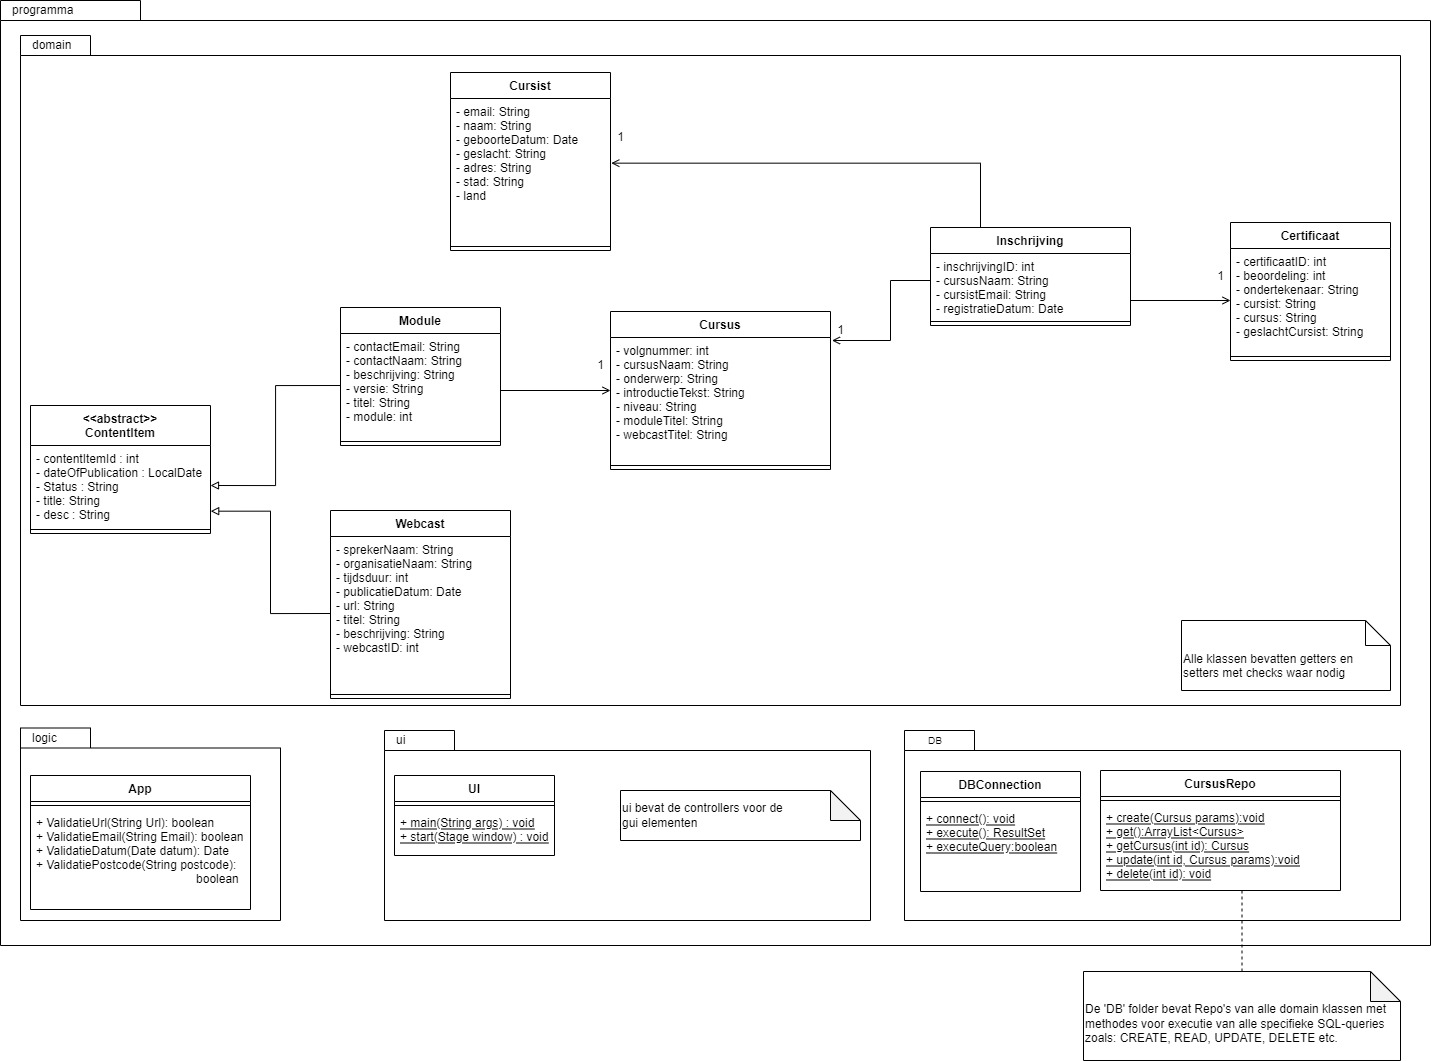 programma
domain
Cursist
- email: String
- naam: String
- geboorteDatum: Date
- geslacht: String
- adres: String
- stad: String
- land
1
Inschrijving
- inschrijvingID: int
- cursusNaam: String
- cursistEmail: String
- registratieDatum: Date
1
Certificaat
- certificaatID: int
- beoordeling: int
- ondertekenaar: String
- cursist: String
- cursus: String
- geslachtCursist: String
Module
- contactEmail: String
- contactNaam: String
- beschrijving: String
- versie: String
- titel: String
- module: int
1
Cursus
- volgnummer: int
- cursusNaam: String
- onderwerp: String
- introductieTekst: String
- niveau: String
- moduleTitel: String
- webcastTitel: String
1
<<abstract>>
ContentItem
- contentItemId : int
- dateOfPublication : LocalDate
- Status : String
- title: String
- desc : String
Webcast
- sprekerNaam: String
- organisatieNaam: String
- tijdsduur: int
- publicatieDatum: Date
- url: String
- titel: String
- beschrijving: String
- webcastID: int
Alle klassen bevatten getters en
setters met checks waar nodig
logic
App
+ ValidatieUrl(String Url): boolean
+ ValidatieEmail(String Email): boolean
+ ValidatieDatum(Date datum): Date
+ ValidatiePostcode(String postcode):
boolean
ui
UI
+ main(String args) : void
+ start(Stage window) : void
ui bevat de controllers voor de
gui elementen
DB
DBConnection
+ connect(): void
+ execute(): ResultSet
+ executeQuery:boolean
CursusRepo
+ create(Cursus params):void
+ get():ArrayList<Cursus>
+ getCursus(int id): Cursus
+ update(int id, Cursus params):void
+ delete(int id): void
De 'DB' folder bevat Repo's van alle domain klassen met
methodes voor executie van alle specifieke SQL-queries
zoals: CREATE, READ, UPDATE, DELETE etc.